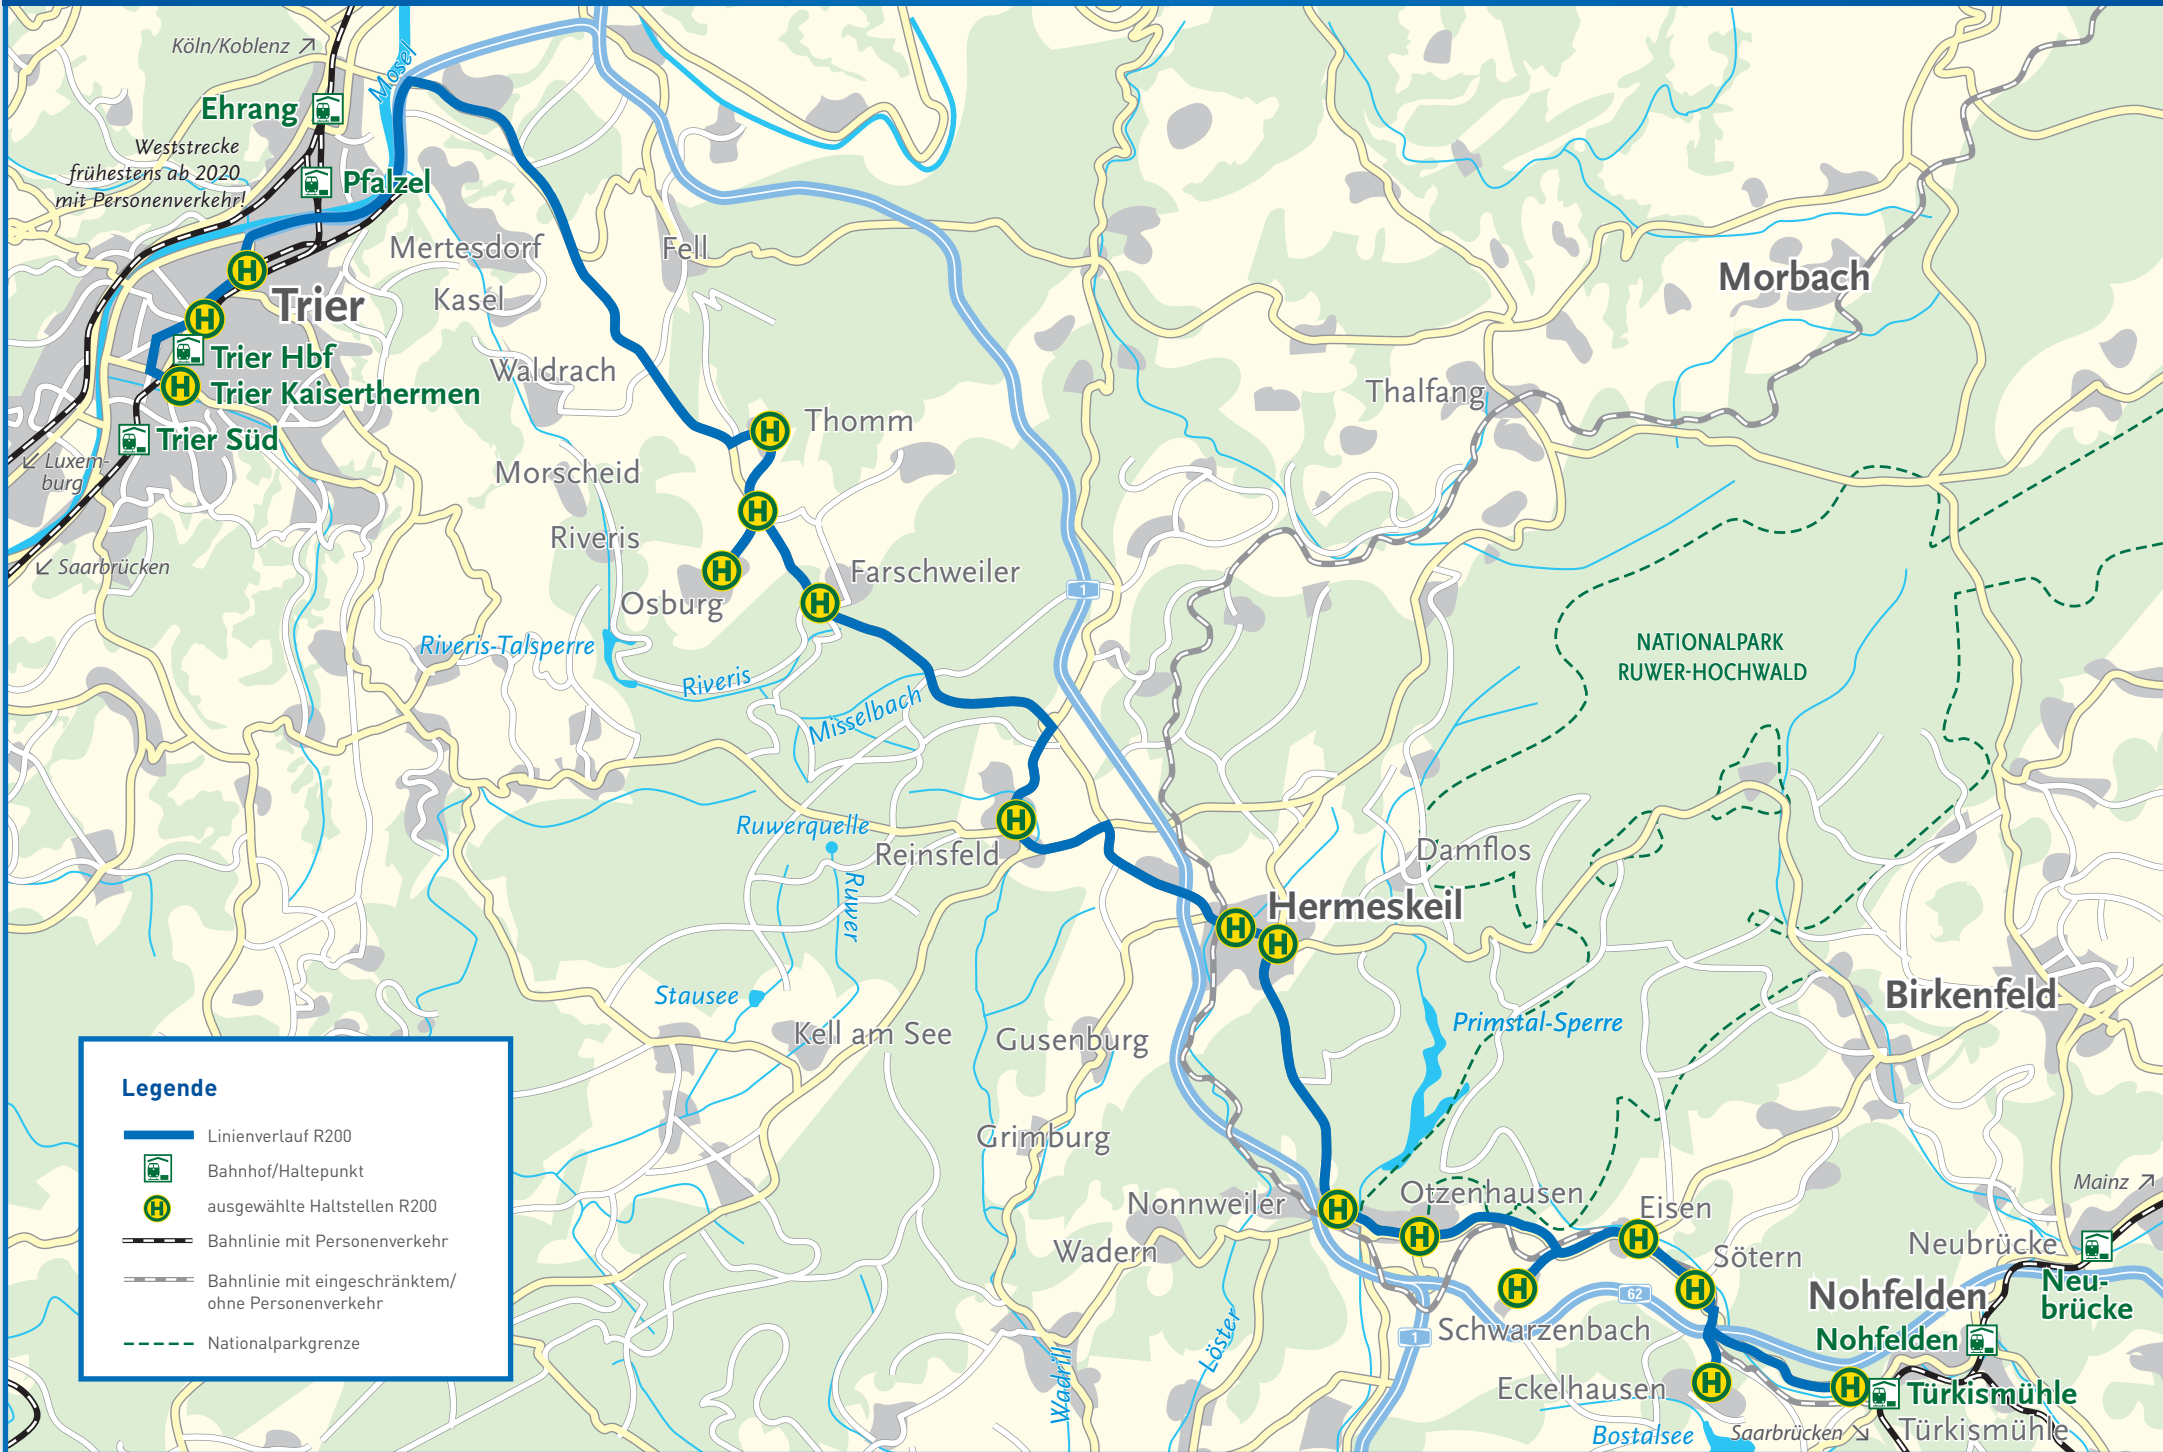 Köln/Koblenz ↗
Mosel
Ehrang
Weststrecke
frühestens ab 2020
mit Personenverkehr!
Pfalzel
Mertesdorf
Fell
Kasel
H
H
Trier
Trier Hbf
H
Trier Kaiserthermen
Trier Süd
↙ Luxem-
burg
↙ Saarbrücken
Waldrach
Morbach
Thalfang
H
Thomm
Morscheid
H
Riveris
H
Osburg
H
Farschweiler
1
Riveris-Talsperre
Riveris
Misselbach
NATIONALPARK
RUWER-HOCHWALD
Ruwerquelle
H
Reinsfeld
Ruwer
Damflos
Hermeskeil
H
H
Stausee
Kell am See
Gusenburg
Primstal-Sperre
Birkenfeld
Grimburg
Nonnweiler
H
Otzenhausen
H
Eisen
H
Wadern
H
Sötern
H
62
1
Schwarzenbach
Löster
Wadrill
Mainz ↗
Neubrücke
Neu-
brücke
Nohfelden
Nohfelden
Eckelhausen
H
H
Türkismühle
Türkismühle
Bostalsee
Saarbrücken ↘
Legende
Linienverlauf R200
Bahnhof/Haltepunkt
H
ausgewählte Haltstellen R200
Bahnlinie mit Personenverkehr
Bahnlinie mit eingeschränktem/
ohne Personenverkehr
Nationalparkgrenze